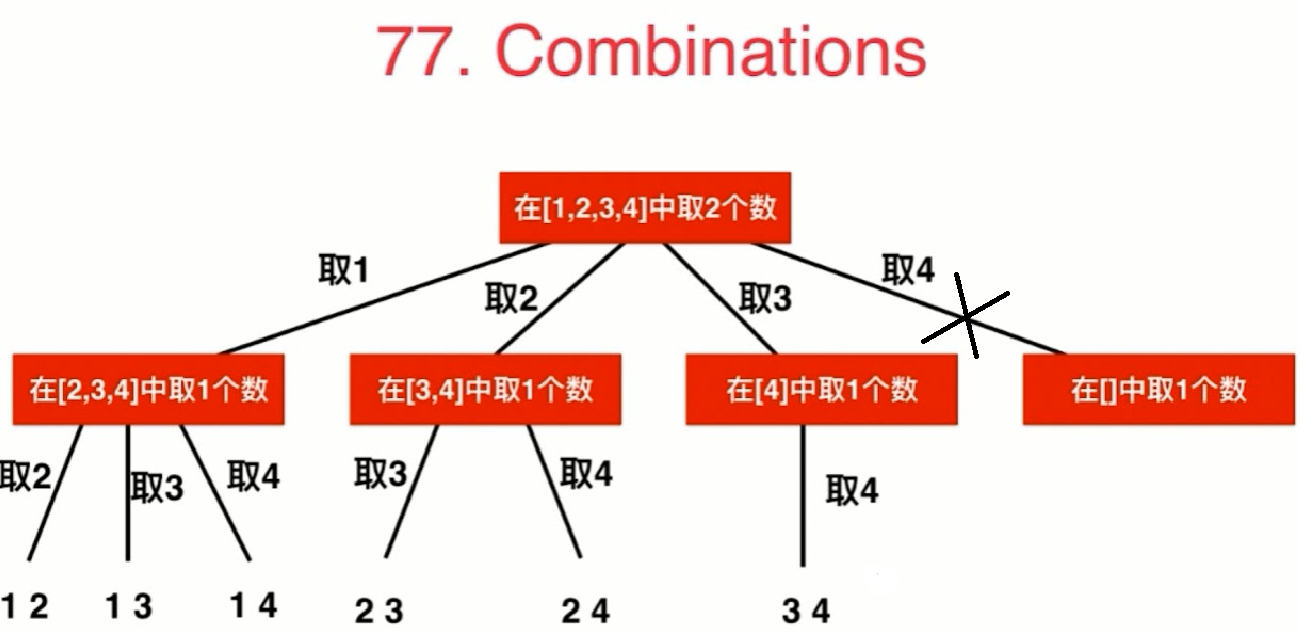 77. Combinations
在[1,2,3,4]中取2个数
取1
取2
取3
取4
在[2,3,4]中取1个数
在[3,4]中取1个数
在[4]中取1个数
在[]中取1个数
取2
取3
取4
取3
取4
取4
1 2
1 3
1 4
2 3
2 4
3 4